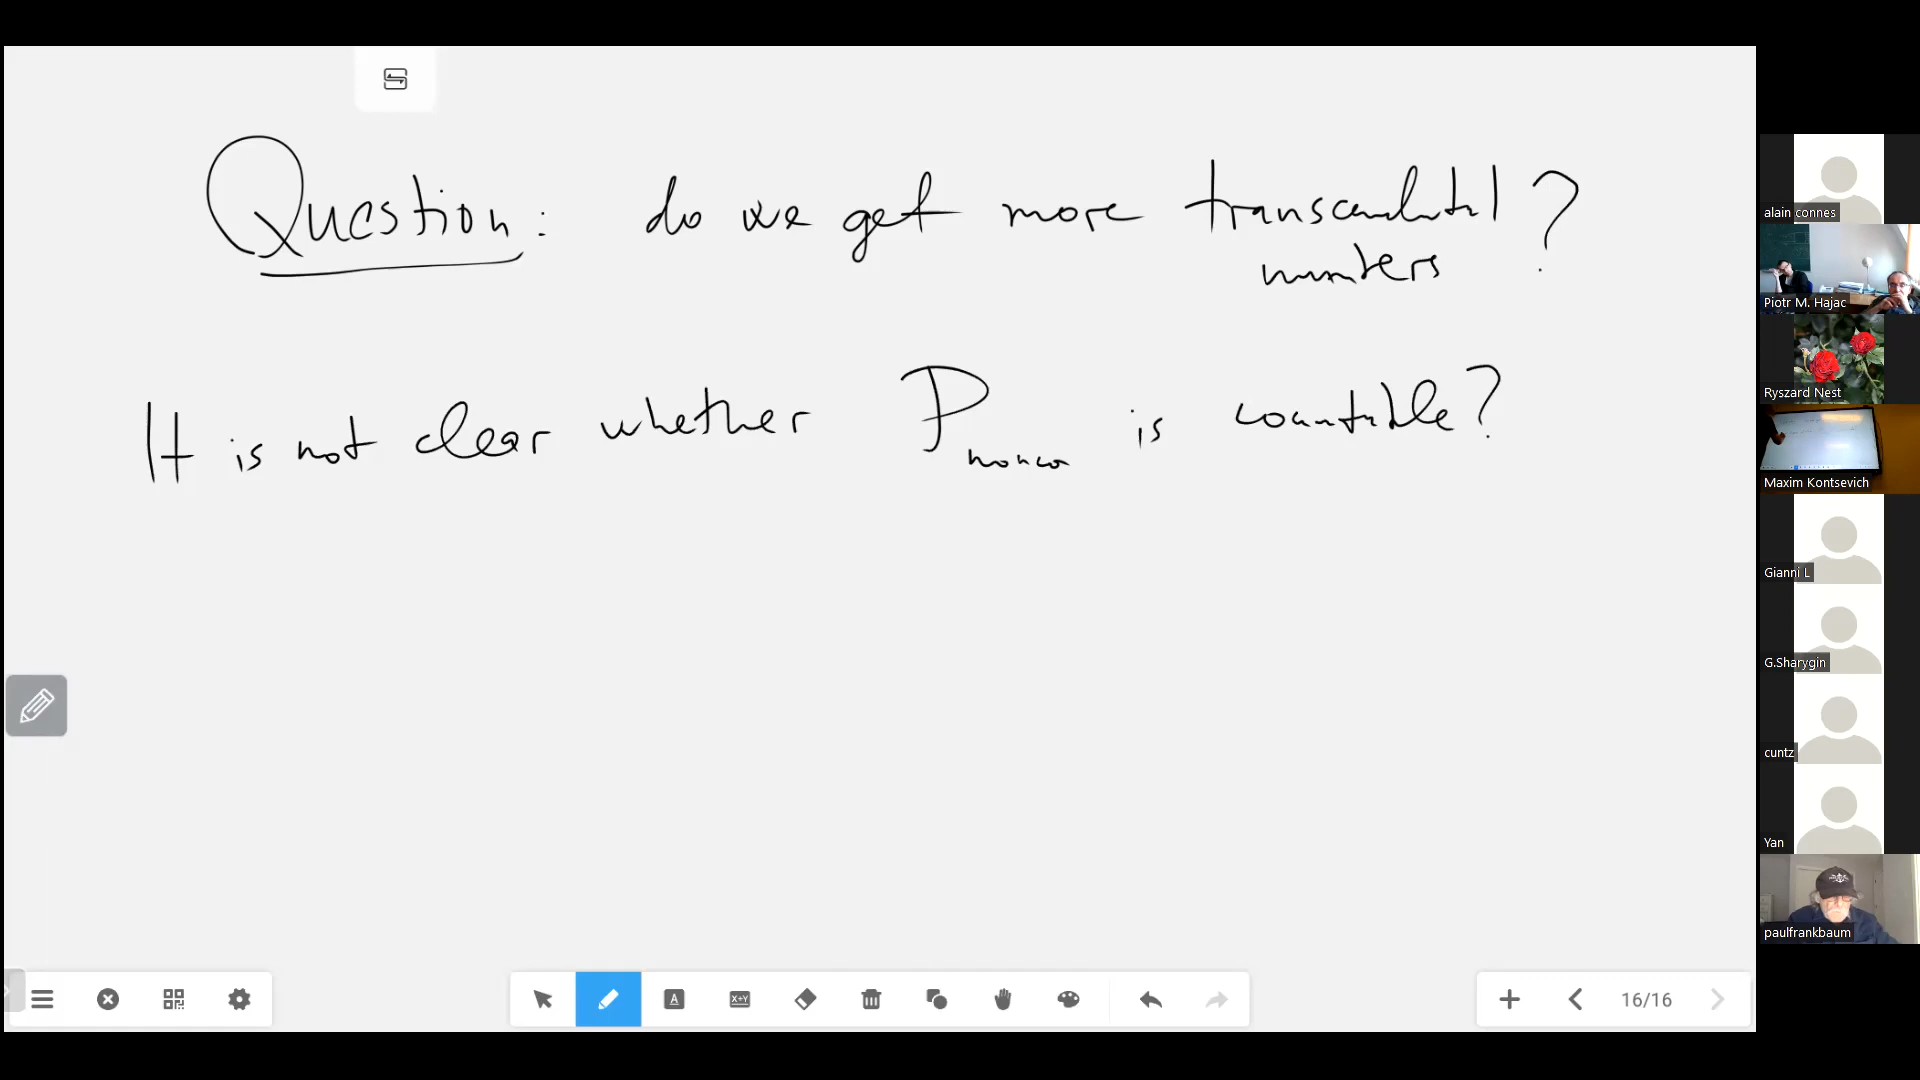 Question: do we get more transcendental ?
numbers
It is not clear whether P nonco is countable?
alain connes
Piotr M. Hajac
Ryszard Nest
Maxim Kontsevich
Gianni L
G.Sharygin
cuntz
Yan
paulfrankbaum
A
X+Y
16/16